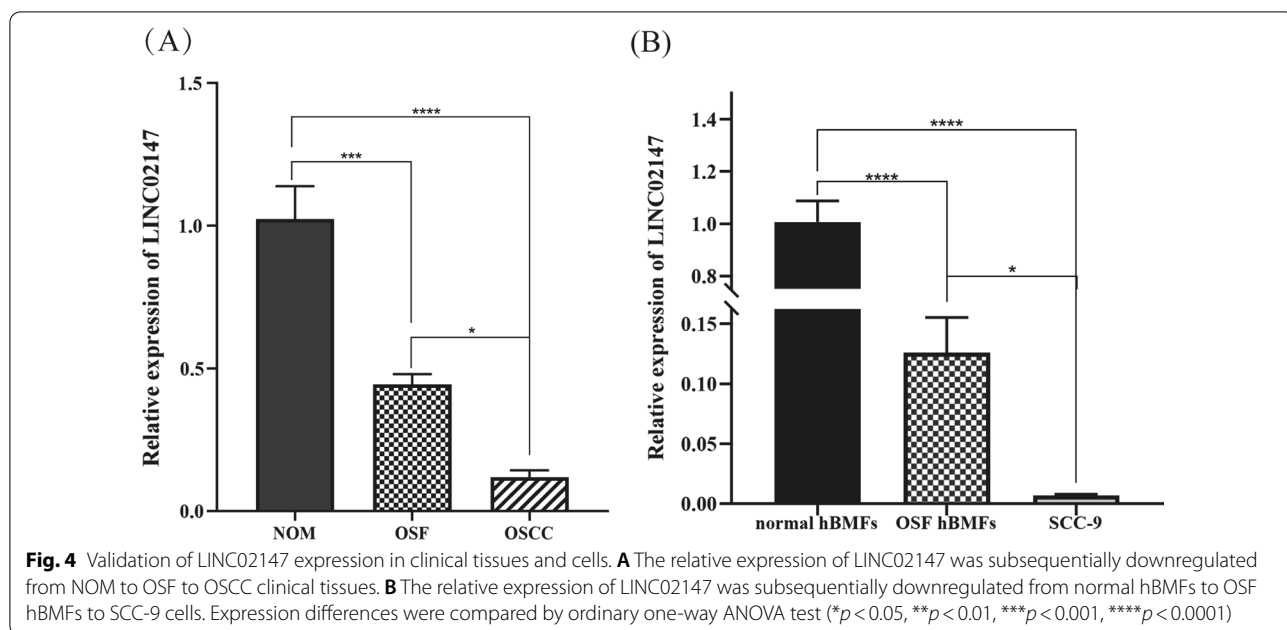 (A)
Relative expression of LINC02147
1.5
1.0
0.5
0.0
****
***
*
NOM OSF OSCC
(B)
Relative expression of LINC02147
1.4
1.2
1.0
0.8
0.15
0.10
0.05
0.00
****
****
*
normal hBMFs OSF hBMFs SCC-9
Fig. 4 Validation of LINC02147 expression in clinical tissues and cells. A The relative expression of LINC02147 was subsequentially downregulated
from NOM to OSF to OSCC clinical tissues. B The relative expression of LINC02147 was subsequentially downregulated from normal hBMFs to OSF
hBMFs to SCC-9 cells. Expression differences were compared by ordinary one-way ANOVA test (*p < 0.05, **p < 0.01, ***p < 0.001, ****p < 0.0001)